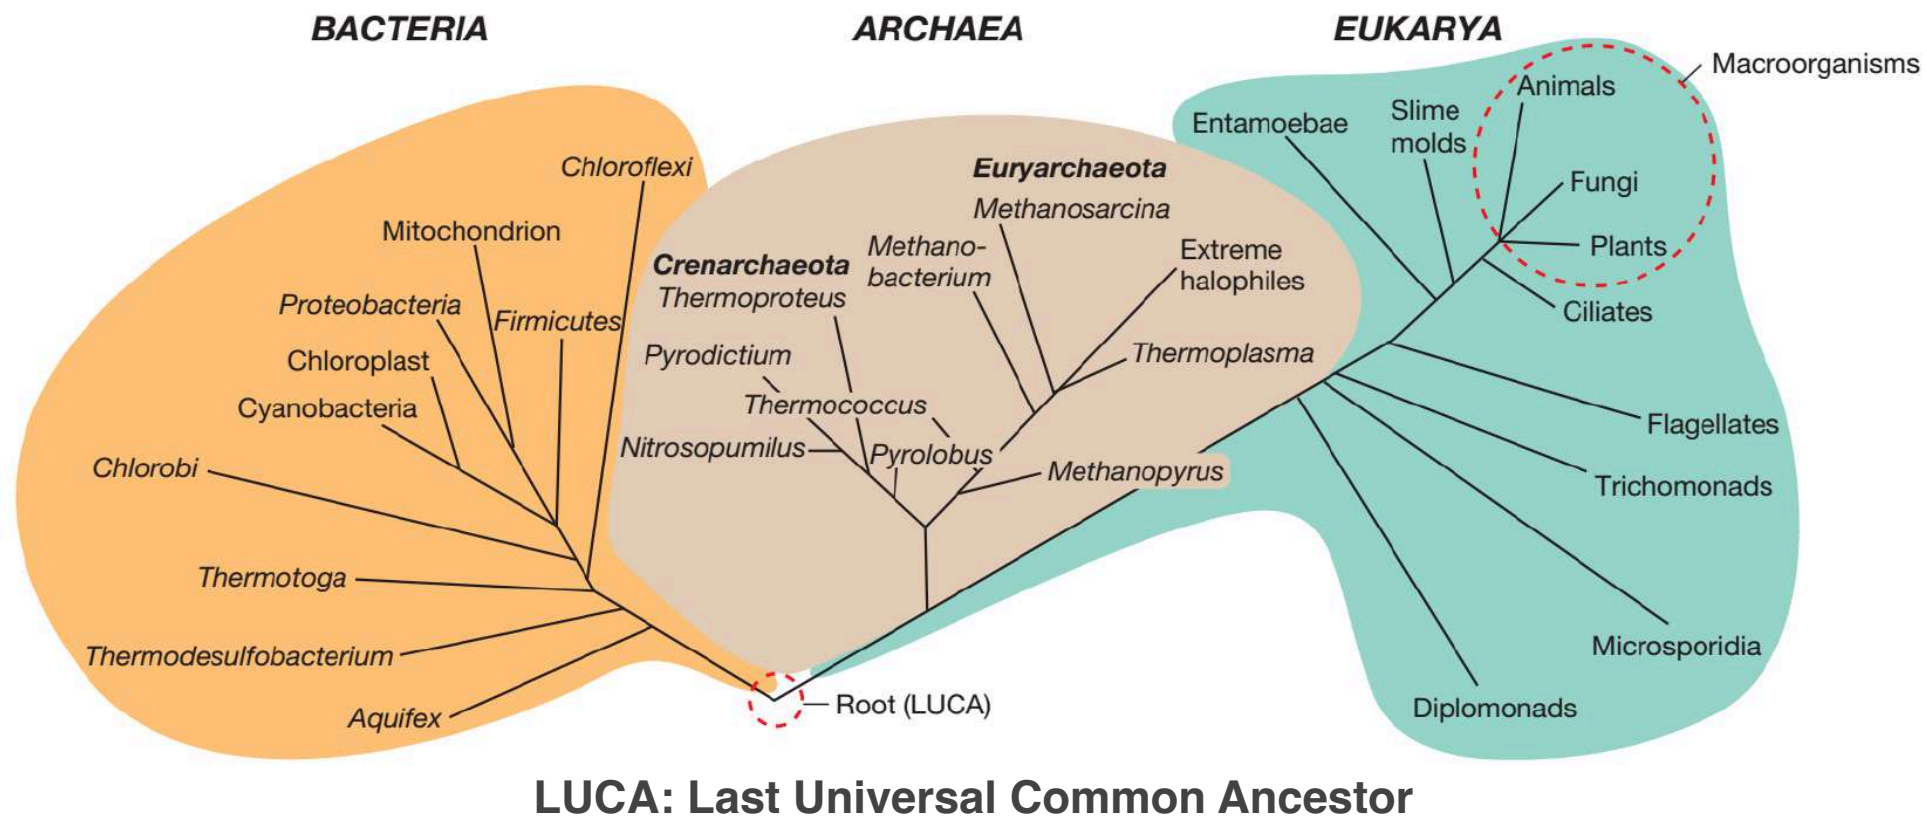 BACTERIA
ARCHAEA
EUKARYA
Macroorganisms
Chloroflexi
Mitochondrion
Proteobacteria
Firmicutes
Chloroplast
Cyanobacteria
Chlorobi
Thermotoga
Thermodesulfobacterium
Aquifex
Euryarchaeota
Methanosarcina
Crenarchaeota
Thermoproteus
Methano-
bacterium
Extreme
halophiles
Pyrodictium
Thermoplasma
Thermococcus
Nitrosopumilus
Pyrolobus
Methanopyrus
Entamoebae
Slime
molds
Animals
Fungi
Plants
Ciliates
Flagellates
Trichomonads
Microsporidia
Diplomonads
Root (LUCA)
LUCA: Last Universal Common Ancestor